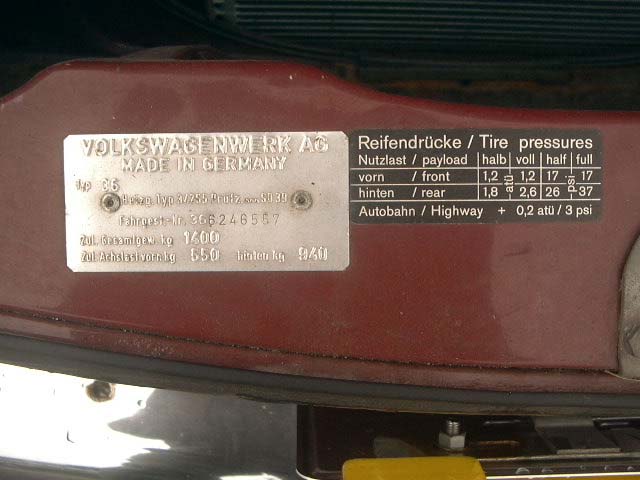 VOLKSWAGENWERK AG
MADE IN GERMANY
Typ 36
Fahrgest.-Nr. 366246567
Zul. Gesamtgew. kg 1400
Zul. Achslast vorn kg 550 hinten kg 940
Reifendrücke / Tire pressures
Nutzlast / payload halb voll half full
vorn / front 1,2 atü 1,2 17 psi 17
hinten / rear 1,8 2,6 26 37
Autobahn / Highway + 0,2 atü / 3 psi